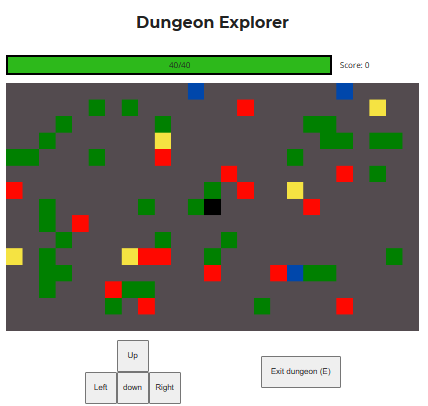 Dungeon Explorer
40/40 Score: 0
Up
Left down Right
Exit dungeon (E)